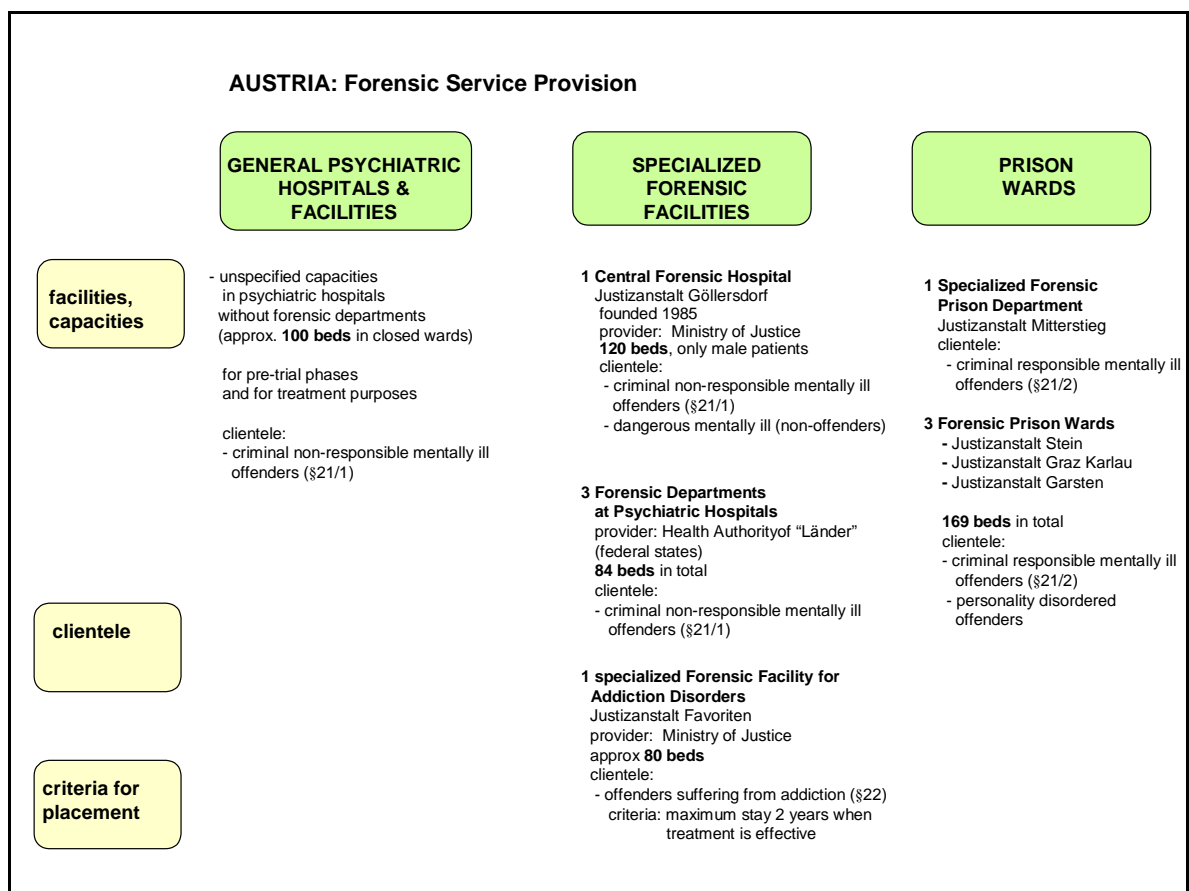 AUSTRIA: Forensic Service Provision
GENERAL PSYCHIATRIC
HOSPITALS &
FACILITIES
SPECIALIZED
FORENSIC
FACILITIES
PRISON
WARDS
facilities,
capacities
- unspecified capacities
in psychiatric hospitals
without forensic departments
(approx. 100 beds in closed wards)
for pre-trial phases
and for treatment purposes
clientele:
- criminal non-responsible mentally ill
offenders (§21/1)
1 Central Forensic Hospital
Justizanstalt Göllersdorf
founded 1985
provider: Ministry of Justice
120 beds, only male patients
clientele:
- criminal non-responsible mentally ill
offenders (§21/1)
- dangerous mentally ill (non-offenders)
3 Forensic Departments
at Psychiatric Hospitals
provider: Health Authorityof “Länder”
(federal states)
84 beds in total
clientele:
- criminal non-responsible mentally ill
offenders (§21/1)
1 specialized Forensic Facility for
Addiction Disorders
Justizanstalt Favoriten
provider: Ministry of Justice
approx 80 beds
clientele:
- offenders suffering from addiction (§22)
criteria: maximum stay 2 years when
treatment is effective
1 Specialized Forensic
Prison Department
Justizanstalt Mitterstieg
clientele:
- criminal responsible mentally ill
offenders (§21/2)
3 Forensic Prison Wards
- Justizanstalt Stein
- Justizanstalt Graz Karlau
- Justizanstalt Garsten
169 beds in total
clientele:
- criminal responsible mentally ill
offenders (§21/2)
- personality disordered
offenders
clientele
criteria for
placement